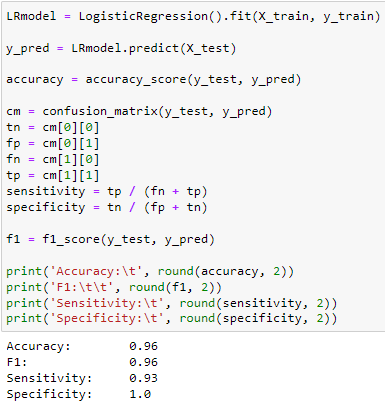 LRmodel = LogisticRegression().fit(X_train, y_train)
y_pred = LRmodel.predict(X_test)
accuracy = accuracy_score(y_test, y_pred)
cm = confusion_matrix(y_test, y_pred)
tn = cm[0][0]
fp = cm[0][1]
fn = cm[1][0]
tp = cm[1][1]
sensitivity = tp / (fn + tp)
specificity = tn / (fp + tn)
f1 = f1_score(y_test, y_pred)
print('Accuracy:\t', round(accuracy, 2))
print('F1:\t\t', round(f1, 2))
print('Sensitivity:\t', round(sensitivity, 2))
print('Specificity:\t', round(specificity, 2))
Accuracy: 0.96
F1: 0.96
Sensitivity: 0.93
Specificity: 1.0